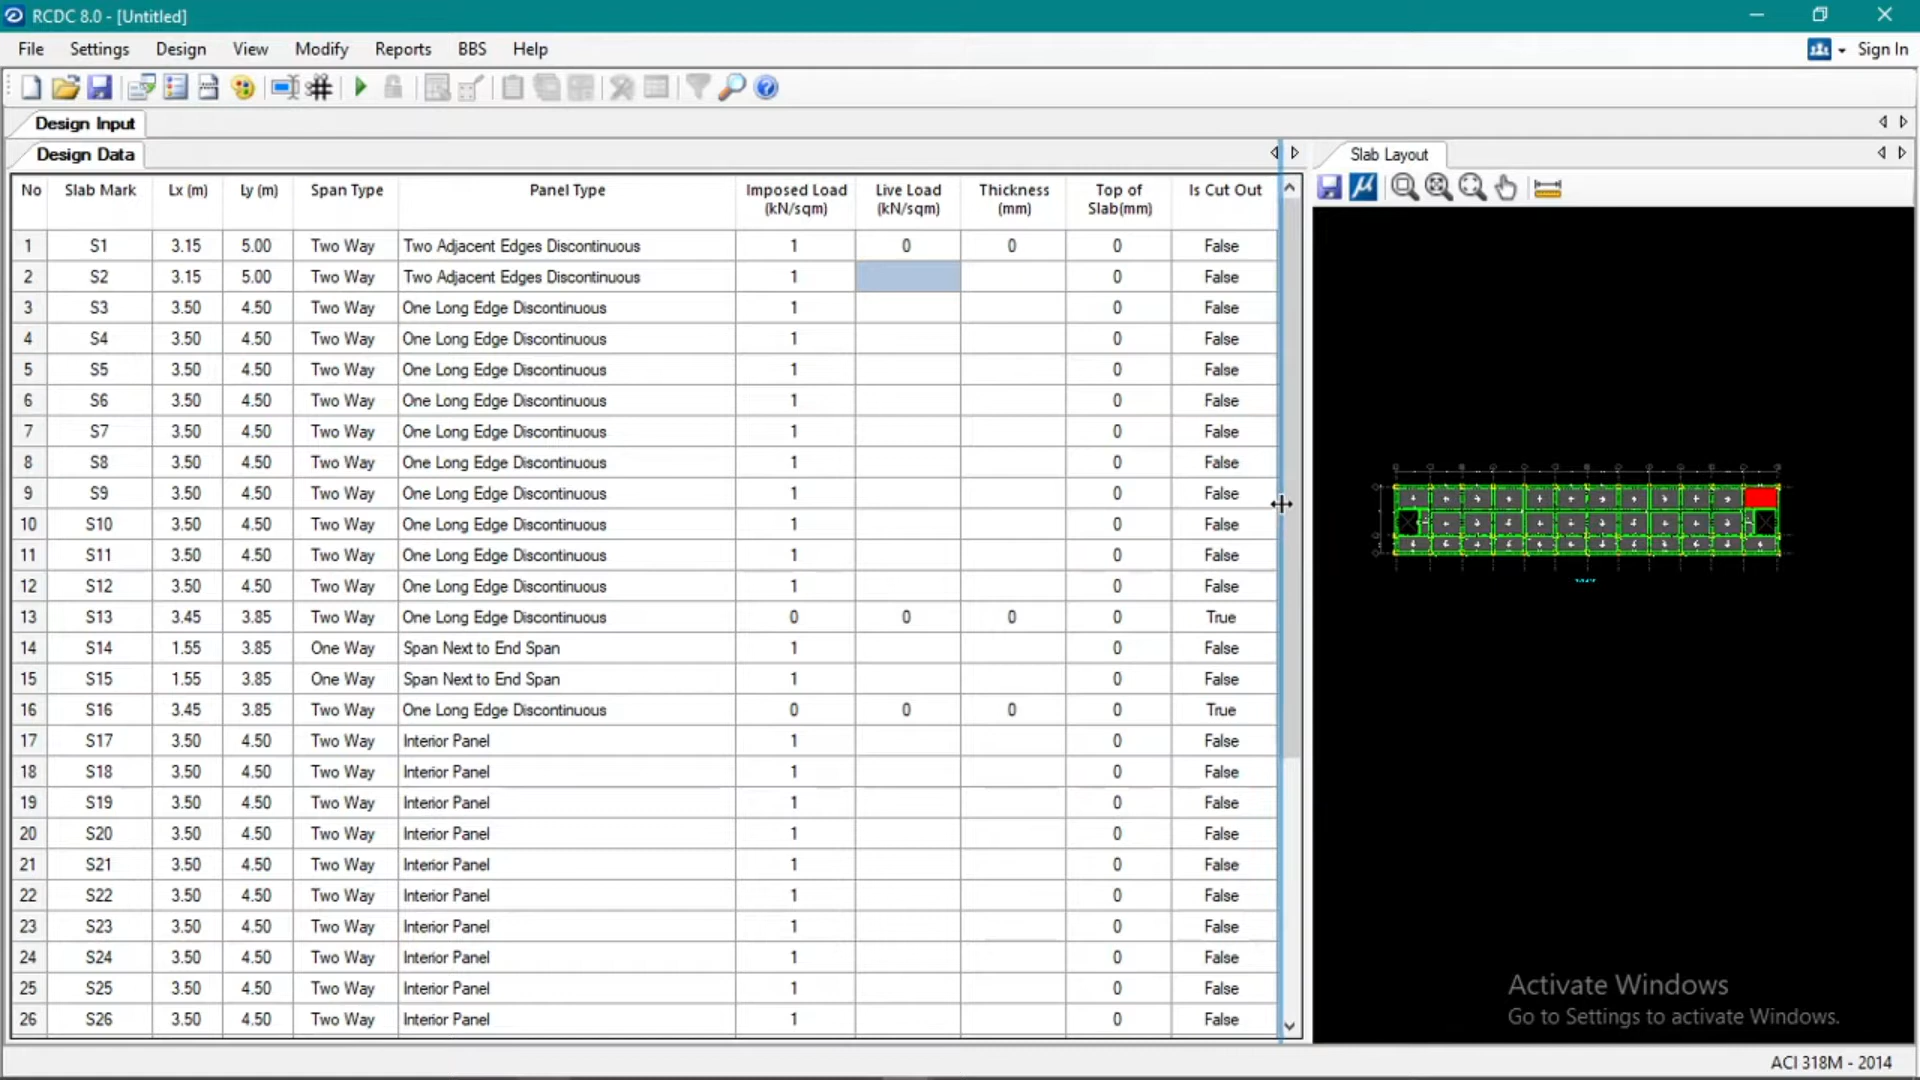 RCDC 8.0 - [Untitled]
File Settings Design View Modify Reports BBS Help Sign In
Design Input
Design Data
Slab Layout
No Slab Mark Lx (m) Ly (m) Span Type Panel Type Imposed Load (kN/sqm) Live Load (kN/sqm) Thickness (mm) Top of Slab(mm) Is Cut Out
1 S1 3.15 5.00 Two Way Two Adjacent Edges Discontinuous 1 0 0 0 False
2 S2 3.15 5.00 Two Way Two Adjacent Edges Discontinuous 1 0 False
3 S3 3.50 4.50 Two Way One Long Edge Discontinuous 1 0 False
4 S4 3.50 4.50 Two Way One Long Edge Discontinuous 1 0 False
5 S5 3.50 4.50 Two Way One Long Edge Discontinuous 1 0 False
6 S6 3.50 4.50 Two Way One Long Edge Discontinuous 1 0 False
7 S7 3.50 4.50 Two Way One Long Edge Discontinuous 1 0 False
8 S8 3.50 4.50 Two Way One Long Edge Discontinuous 1 0 False
9 S9 3.50 4.50 Two Way One Long Edge Discontinuous 1 0 False
10 S10 3.50 4.50 Two Way One Long Edge Discontinuous 1 0 False
11 S11 3.50 4.50 Two Way One Long Edge Discontinuous 1 0 False
12 S12 3.50 4.50 Two Way One Long Edge Discontinuous 1 0 False
13 S13 3.45 3.85 Two Way One Long Edge Discontinuous 0 0 0 0 True
14 S14 1.55 3.85 One Way Span Next to End Span 1 0 False
15 S15 1.55 3.85 One Way Span Next to End Span 1 0 False
16 S16 3.45 3.85 Two Way One Long Edge Discontinuous 0 0 0 0 True
17 S17 3.50 4.50 Two Way Interior Panel 1 0 False
18 S18 3.50 4.50 Two Way Interior Panel 1 0 False
19 S19 3.50 4.50 Two Way Interior Panel 1 0 False
20 S20 3.50 4.50 Two Way Interior Panel 1 0 False
21 S21 3.50 4.50 Two Way Interior Panel 1 0 False
22 S22 3.50 4.50 Two Way Interior Panel 1 0 False
23 S23 3.50 4.50 Two Way Interior Panel 1 0 False
24 S24 3.50 4.50 Two Way Interior Panel 1 0 False
25 S25 3.50 4.50 Two Way Interior Panel 1 0 False
26 S26 3.50 4.50 Two Way Interior Panel 1 0 False
Activate Windows
Go to Settings to activate Windows.
ACI 318M - 2014